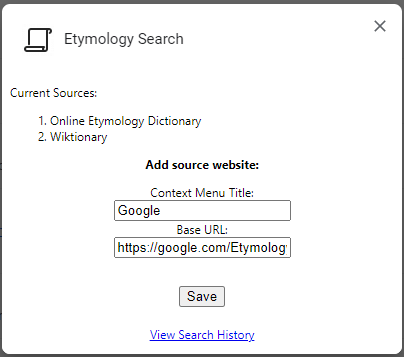 Etymology Search
Current Sources:
1. Online Etymology Dictionary
2. Wiktionary
Add source website:
Context Menu Title:
Google
Base URL:
https://google.com/Etymology
Save
View Search History